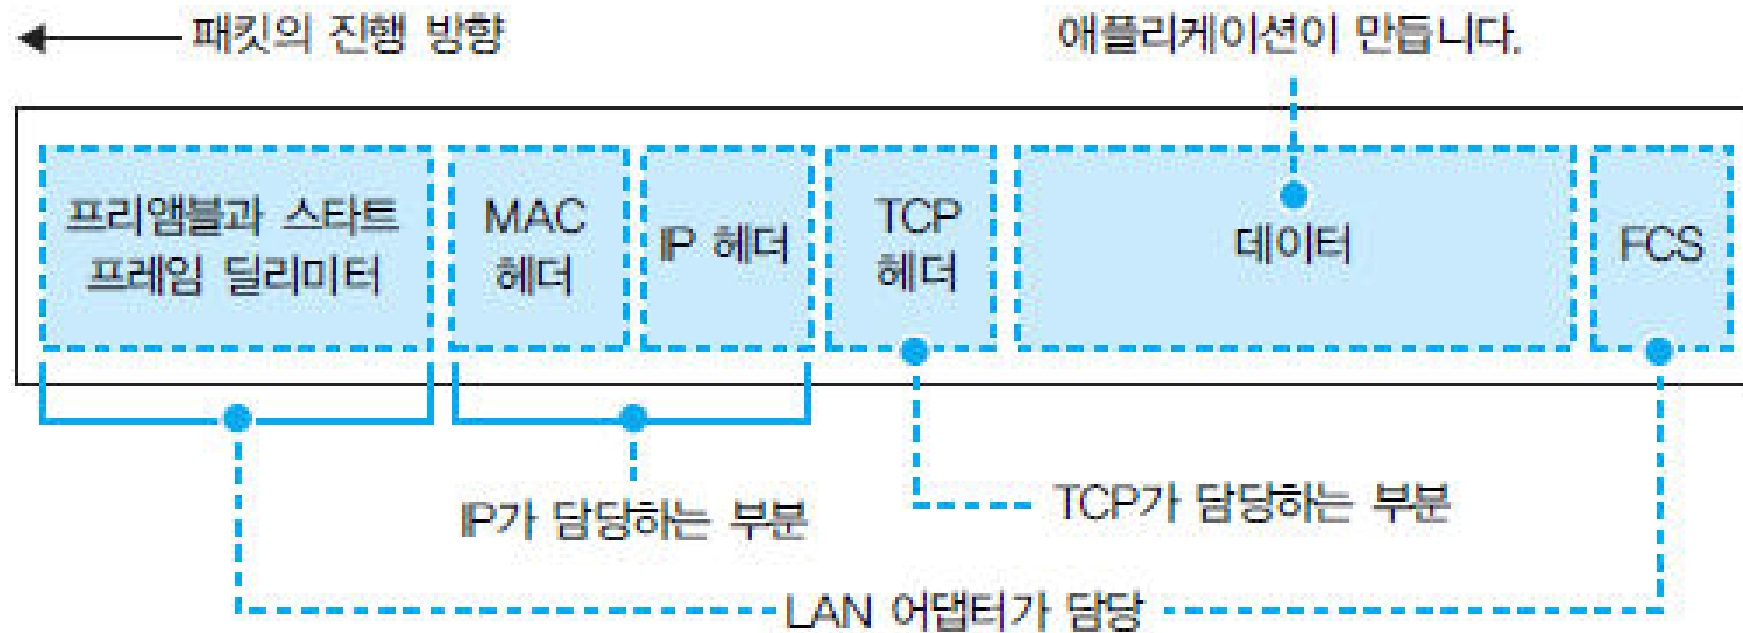 패킷의 진행 방향
애플리케이션이 만듭니다.
프리앰블과 스타트
프레임 딜리미터
MAC
헤더
IP 헤더
TCP
헤더
데이터
FCS
IP가 담당하는 부분
TCP가 담당하는 부분
LAN 어댑터가 담당